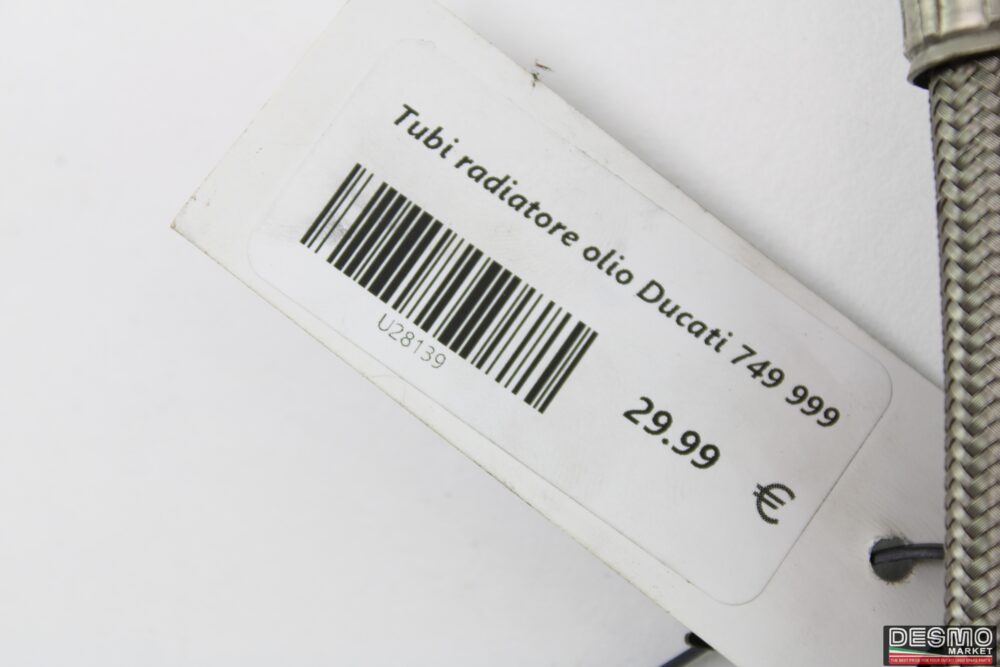 Tubi radiatore olio Ducati 749 999
U28139
29.99 €
DESMO
MARKET